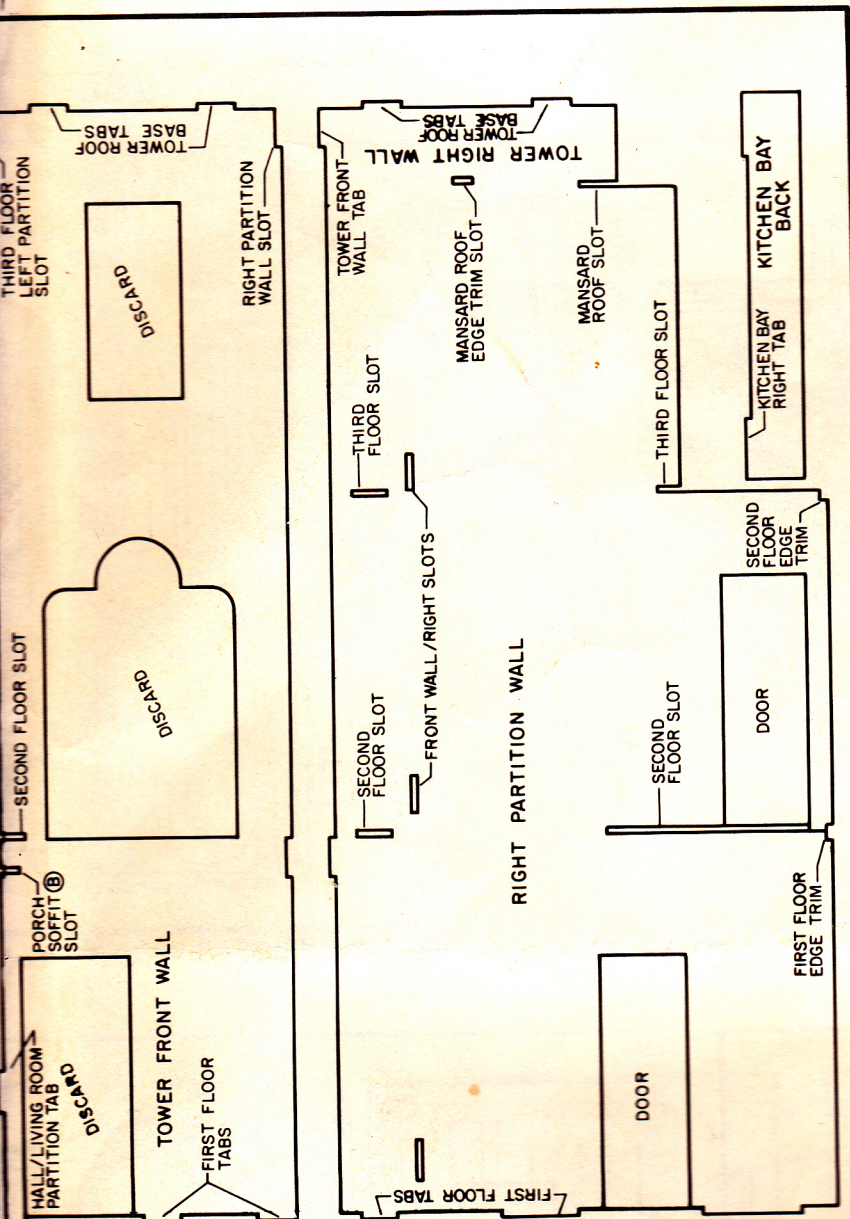 THIRD FLOOR
LEFT PARTITION
SLOT
TOWER ROOF
BASE TABS
DISCARD
RIGHT PARTITION
WALL SLOT
SECOND FLOOR SLOT
DISCARD
PORCH
SOFFIT B
SLOT
HALL/LIVING ROOM
PARTITION TAB
DISCARD
TOWER FRONT WALL
FIRST FLOOR
TABS
TOWER ROOF
BASE TABS
TOWER RIGHT WALL
TOWER FRONT
WALL TAB
MANSARD ROOF
EDGE TRIM SLOT
MANSARD
ROOF SLOT
THIRD
FLOOR SLOT
FRONT WALL/RIGHT SLOTS
THIRD FLOOR SLOT
KITCHEN BAY
BACK
KITCHEN BAY
RIGHT TAB
SECOND
FLOOR
EDGE
TRIM
SECOND
FLOOR SLOT
RIGHT PARTITION WALL
SECOND
FLOOR SLOT
DOOR
FIRST FLOOR
EDGE TRIM
DOOR
FIRST FLOOR TABS